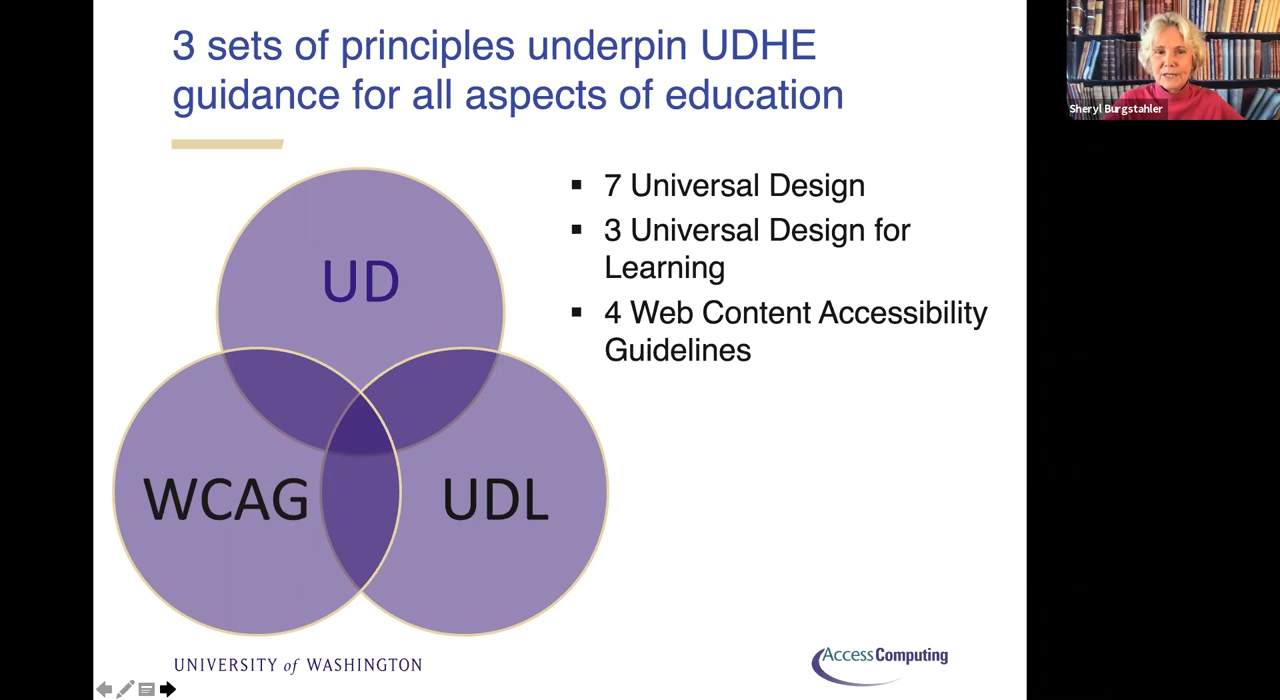 3 sets of principles underpin UDHE
guidance for all aspects of education
7 Universal Design
3 Universal Design for
Learning
4 Web Content Accessibility
Guidelines
UD
WCAG
UDL
UNIVERSITY of WASHINGTON
AccessComputing
Sheryl Burgstahler